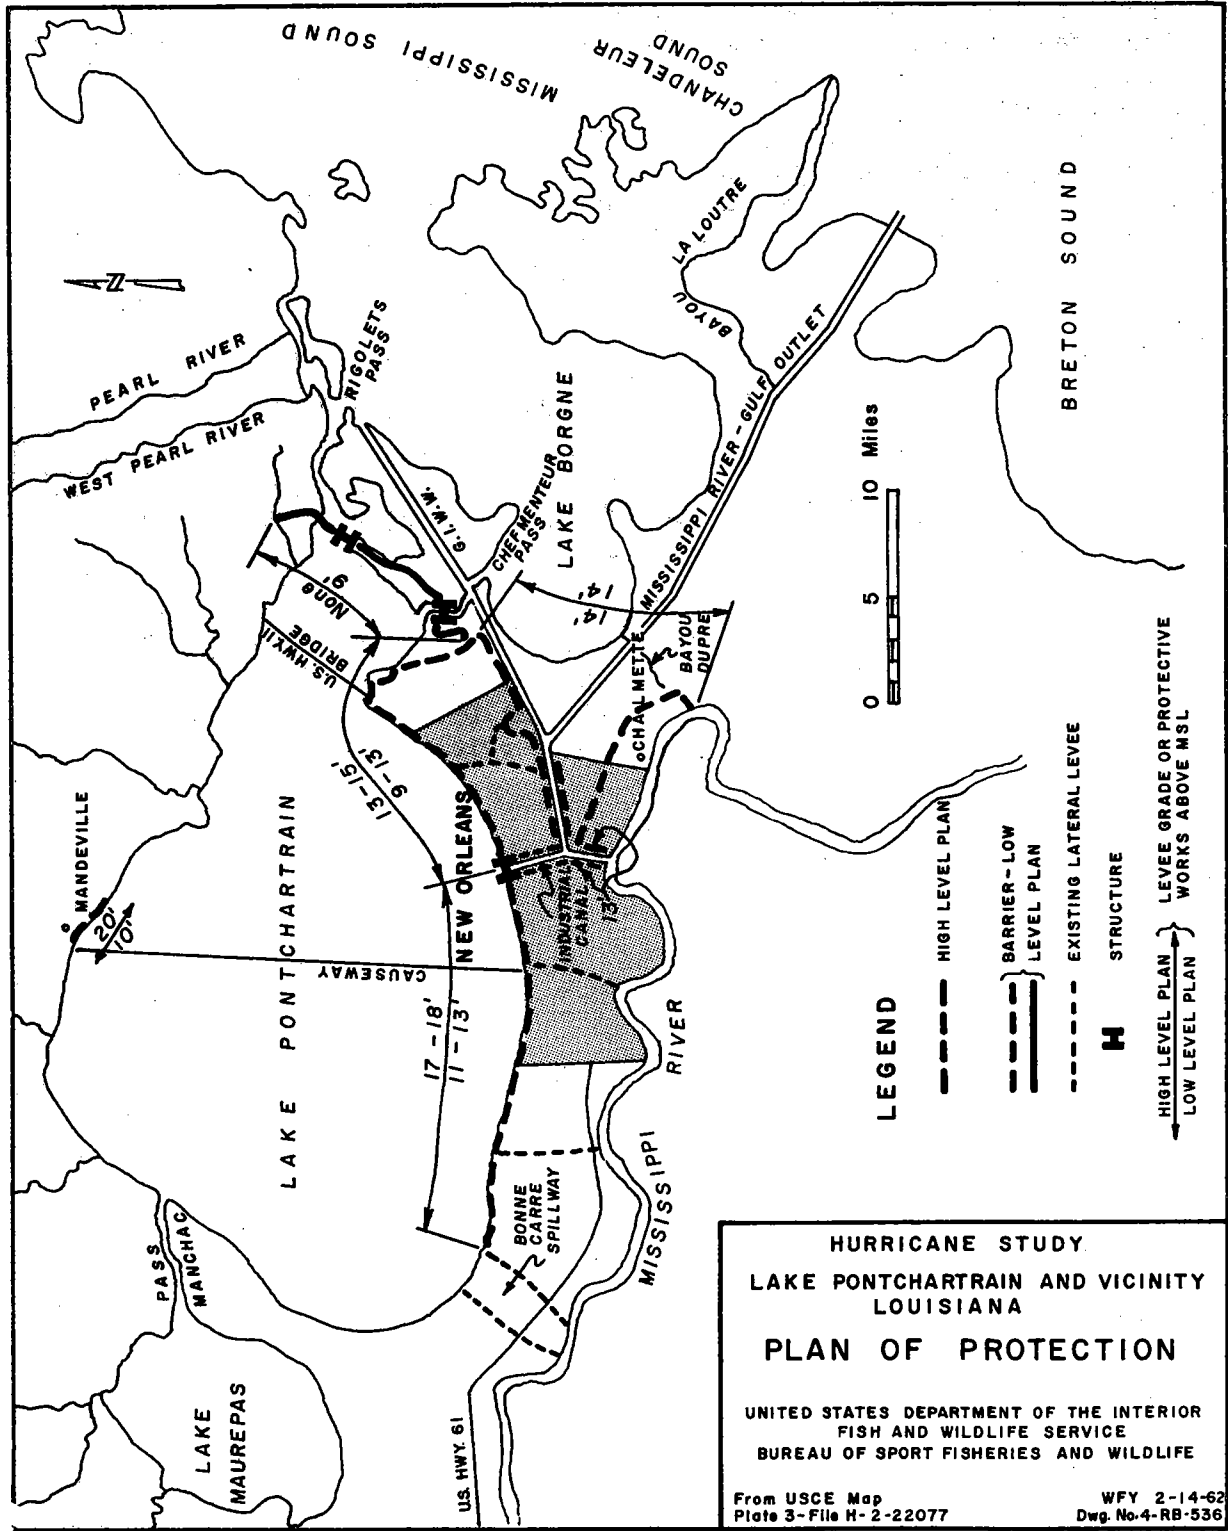 MISSISSIPPI SOUND
CHANDELEUR
SOUND
BRETON SOUND
N
PEARL RIVER
WEST PEARL RIVER
RIGOLETS
PASS
LAKE BORGNE
BAYOU LA LOUTRE
MISSISSIPPI RIVER-GULF OUTLET
G.I.W.W.
CHEFMENTEUR
PASS
None
9'
14'
14'
U.S. HWY. 11
BRIDGE
CHALMETTE
BAYOU
DUPRE
13-15'
9-13'
MANDEVILLE
20'
10'
LAKE PONTCHARTRAIN
NEW ORLEANS
INDUSTRIAL
CANAL
13'
CAUSEWAY
17-18'
11-13'
MISSISSIPPI RIVER
BONNE
CARRE
SPILLWAY
PASS
MANCHAC
LAKE
MAUREPAS
U.S. HWY. 61
0 5 10 Miles
LEGEND
HIGH LEVEL PLAN
BARRIER-LOW
LEVEL PLAN
EXISTING LATERAL LEVEE
STRUCTURE
HIGH LEVEL PLAN
LOW LEVEL PLAN
LEVEE GRADE OR PROTECTIVE
WORKS ABOVE MSL
HURRICANE STUDY
LAKE PONTCHARTRAIN AND VICINITY
LOUISIANA
PLAN OF PROTECTION
UNITED STATES DEPARTMENT OF THE INTERIOR
FISH AND WILDLIFE SERVICE
BUREAU OF SPORT FISHERIES AND WILDLIFE
From USCE Map
Plate 3-File H-2-22077
WFY 2-14-62
Dwg. No. 4-RB-536